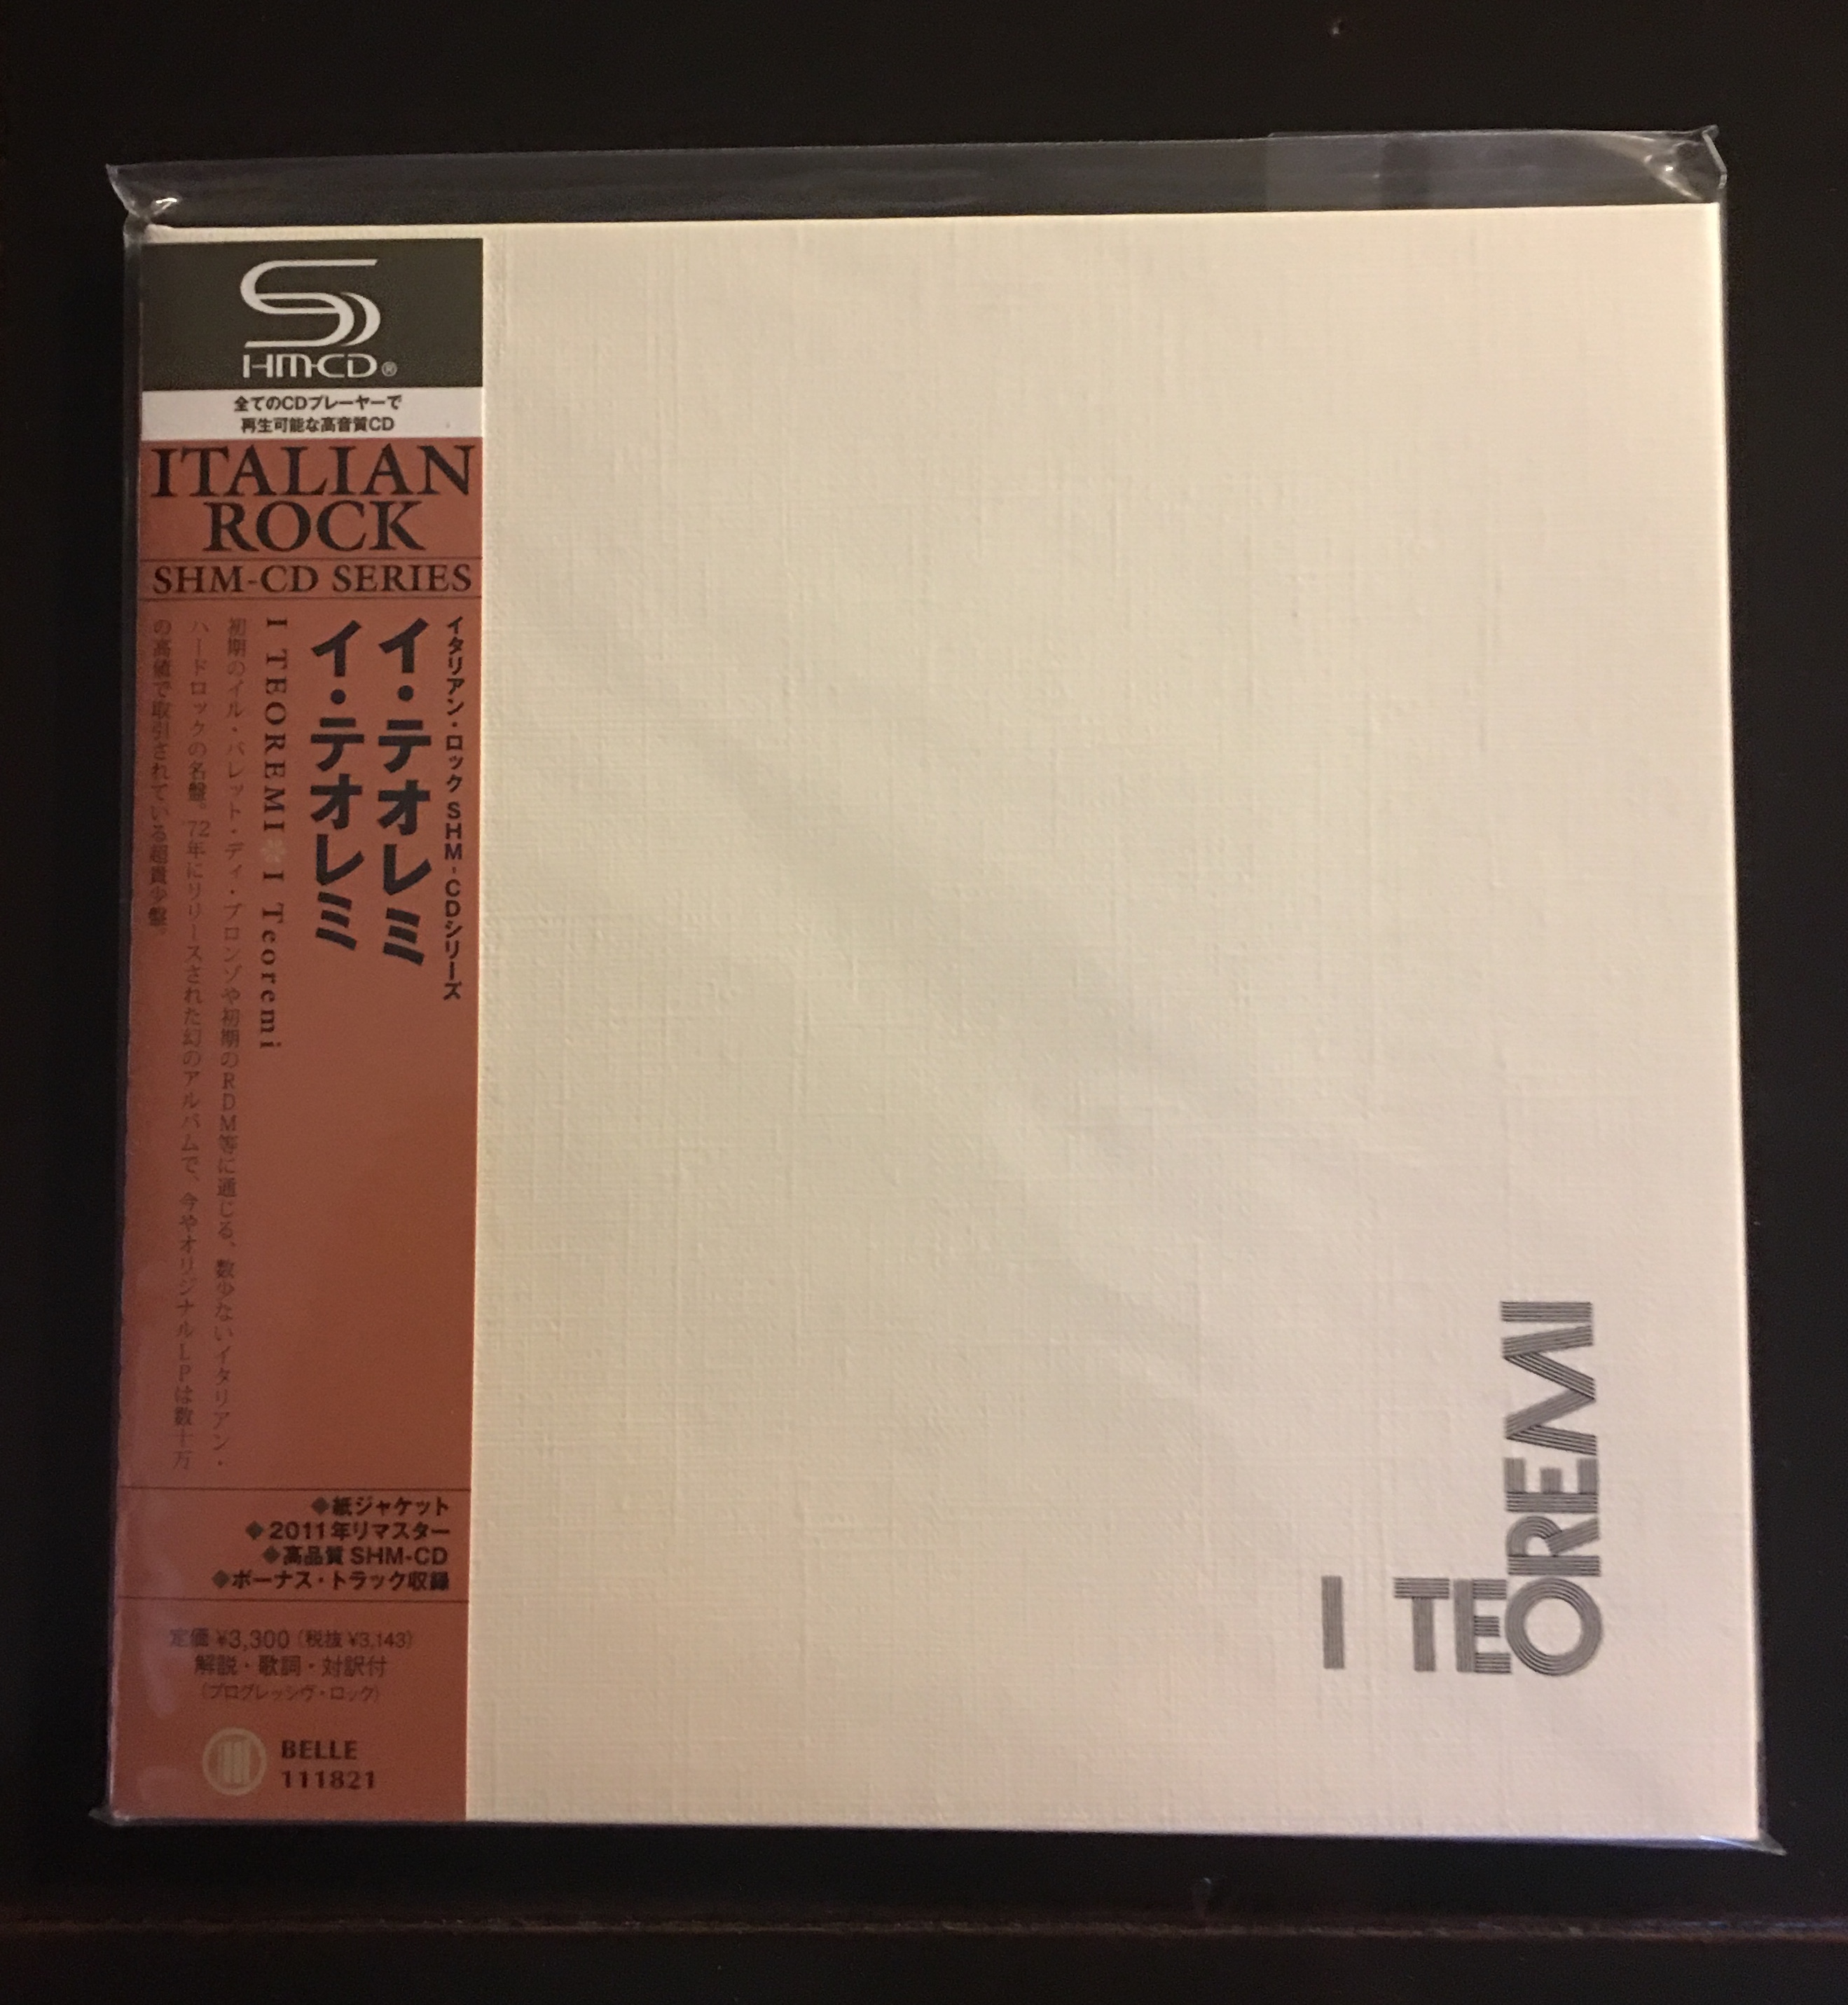 SHM-CD®
全てのCDプレーヤーで
再生可能な高音質CD
ITALIAN
ROCK
SHM-CD SERIES
イタリアン・ロック SHM-CDシリーズ
イ・テオレミ
イ・テオレミ
I TEOREMI I Teoremi
初期のイル・バレット・ディ・ブロンゾや初期のRDM等に通じる、数少ないイタリアン・
ハードロックの名盤。72年にリリースされた幻のアルバムで、今やオリジナルLPは数十万
の高値で取引されている超貴少盤。
◆紙ジャケット
◆2011年リマスター
◆高品質 SHM-CD
◆ボーナス・トラック収録
定価 ¥3,300 (税抜 ¥3,143)
解説・歌詞・対訳付
(プログレッシヴ・ロック)
BELLE
111821
I TEOREMI